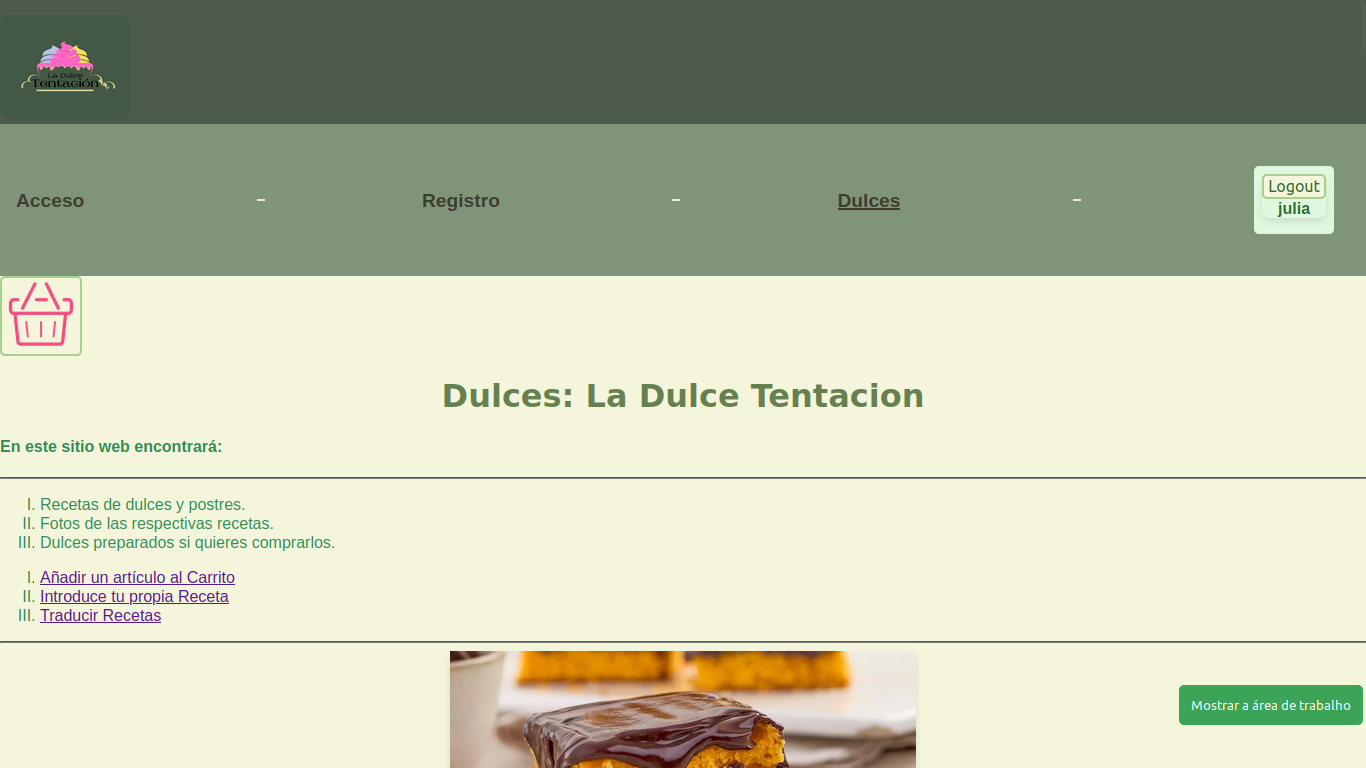 La Dulce
Tentación
Acceso
-
Registro
-
Dulces
-
Logout
julia
Dulces: La Dulce Tentacion
En este sitio web encontrará:
I. Recetas de dulces y postres.
II. Fotos de las respectivas recetas.
III. Dulces preparados si quieres comprarlos.
I. Añadir un artículo al Carrito
II. Introduce tu propia Receta
III. Traducir Recetas
Mostrar a área de trabalho